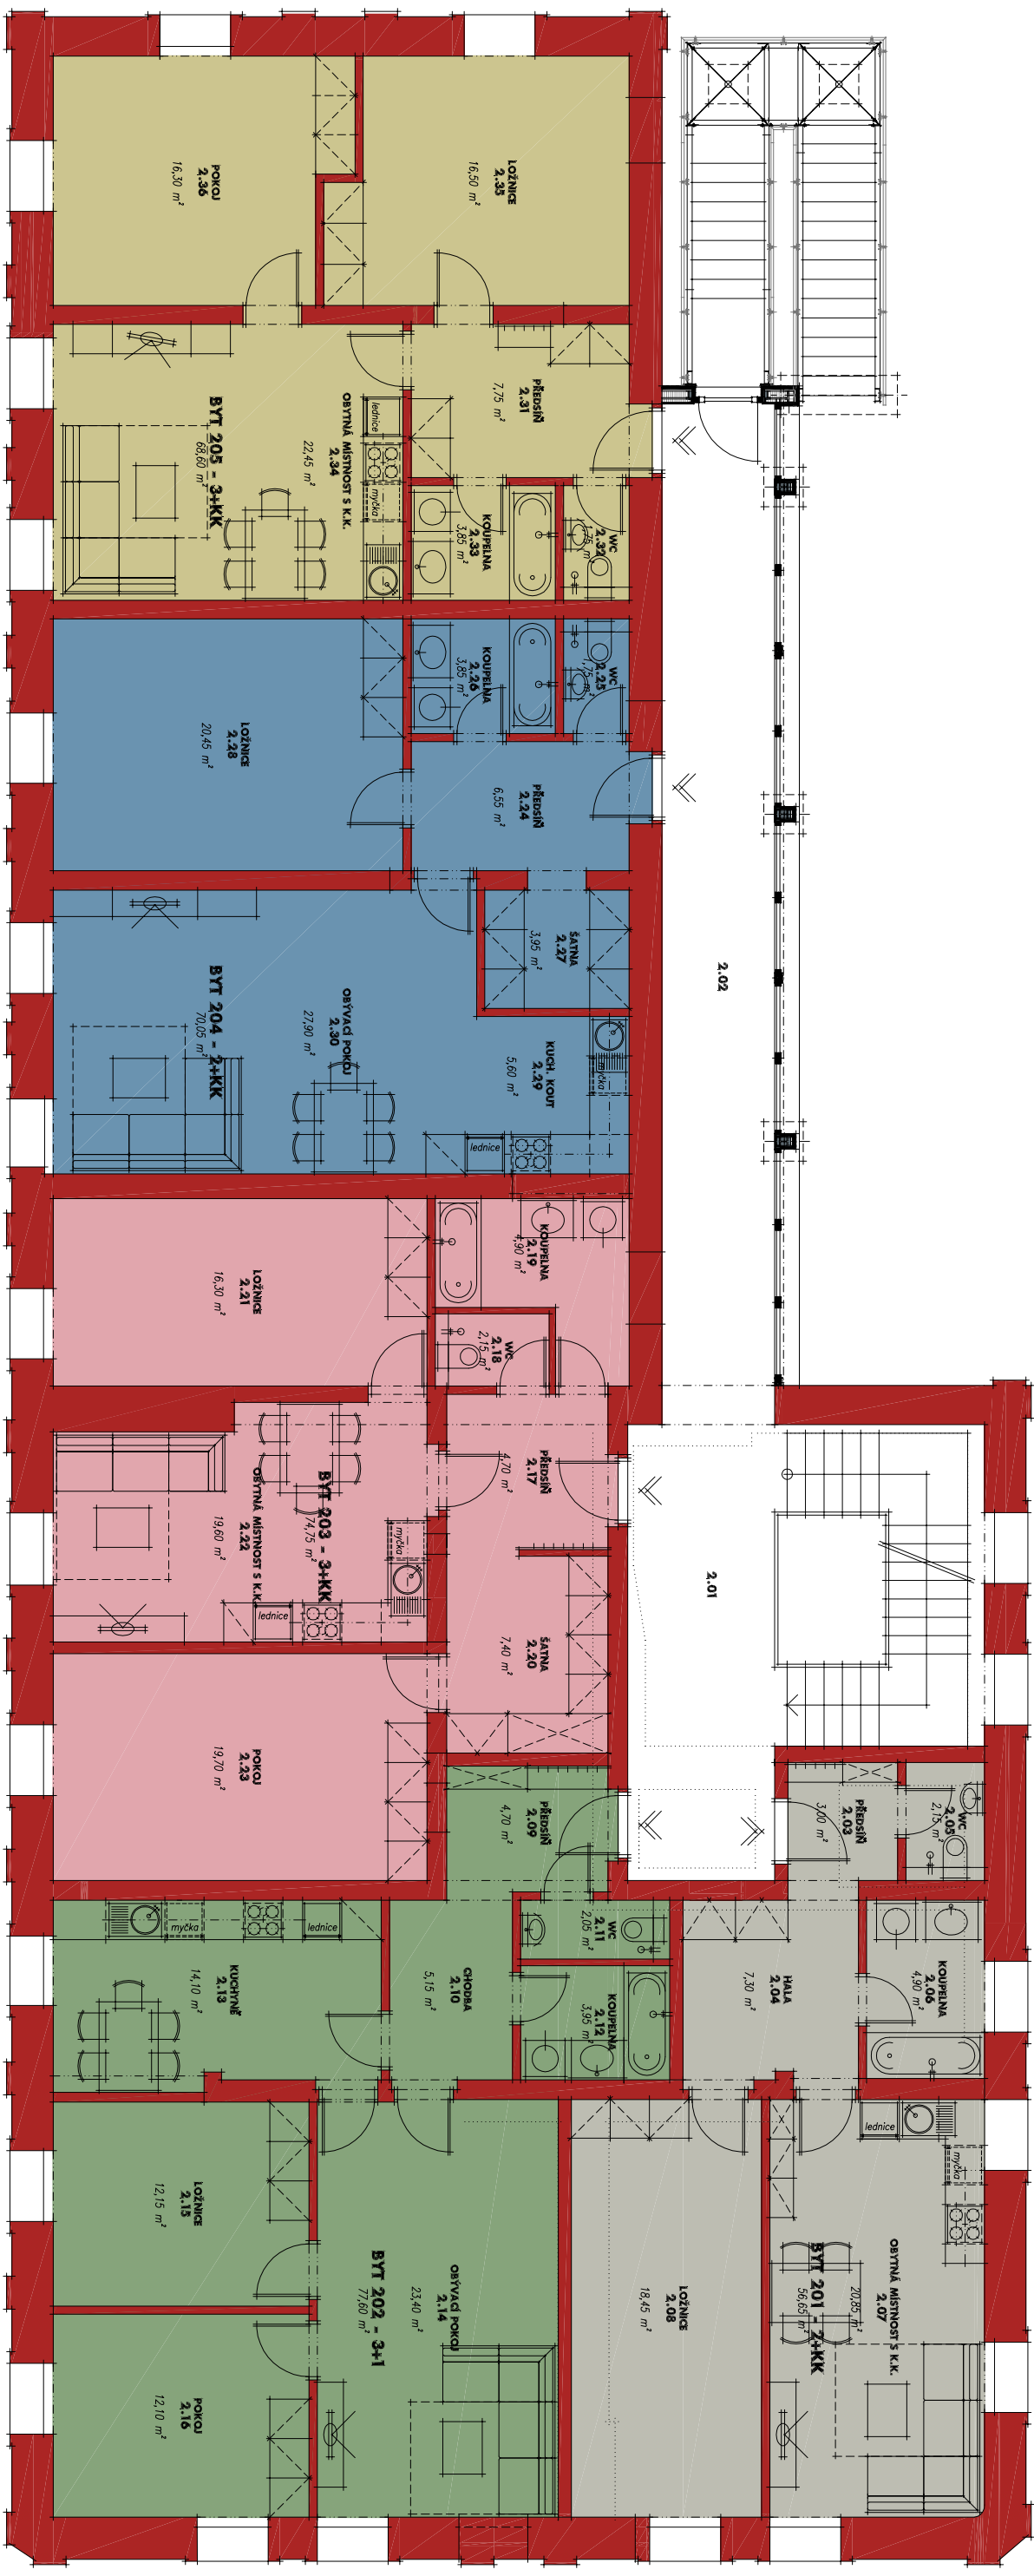 POKOJ
2.36
16,30 m²
LOŽNICE
2.35
16,50 m²
PŘEDSÍŇ
2.31
7,75 m²
OBYTNÁ MÍSTNOST S K.K.
2.34
22,45 m²
BYT 205 - 3+KK
68,60 m²
lednice
myčka
KOUPELNA
2.33
3,85 m²
WC
2.32
1,75 m²
KOUPELNA
2.26
3,85 m²
WC
2.25
1,75 m²
LOŽNICE
2.28
20,45 m²
PŘEDSÍŇ
2.24
6,55 m²
ŠATNA
2.27
3,95 m²
2.02
BYT 204 - 2+KK
70,05 m²
OBÝVACÍ POKOJ
2.30
27,90 m²
KUCH. KOUT
2.29
5,60 m²
myčka
lednice
KOUPELNA
2.19
4,90 m²
LOŽNICE
2.21
16,30 m²
WC
2.18
2,15 m²
PŘEDSÍŇ
2.17
4,70 m²
OBYTNÁ MÍSTNOST S K.K.
2.22
19,60 m²
BYT 203 - 3+KK
74,75 m²
myčka
lednice
2.01
ŠATNA
2.20
7,40 m²
POKOJ
2.23
19,70 m²
PŘEDSÍŇ
2.09
4,70 m²
PŘEDSÍŇ
2.03
3,00 m²
WC
2.05
2,15 m²
myčka
lednice
WC
2.11
2,05 m²
KUCHYNĚ
2.13
14,10 m²
CHODBA
2.10
5,15 m²
KOUPELNA
2.12
3,95 m²
HALA
2.04
7,30 m²
KOUPELNA
2.06
4,90 m²
lednice
myčka
LOŽNICE
2.15
12,15 m²
BYT 202 - 3+1
77,60 m²
OBÝVACÍ POKOJ
2.14
23,40 m²
LOŽNICE
2.08
18,45 m²
BYT 201 - 2+KK
56,65 m²
OBYTNÁ MÍSTNOST S K.K.
2.07
20,85 m²
POKOJ
2.16
12,10 m²